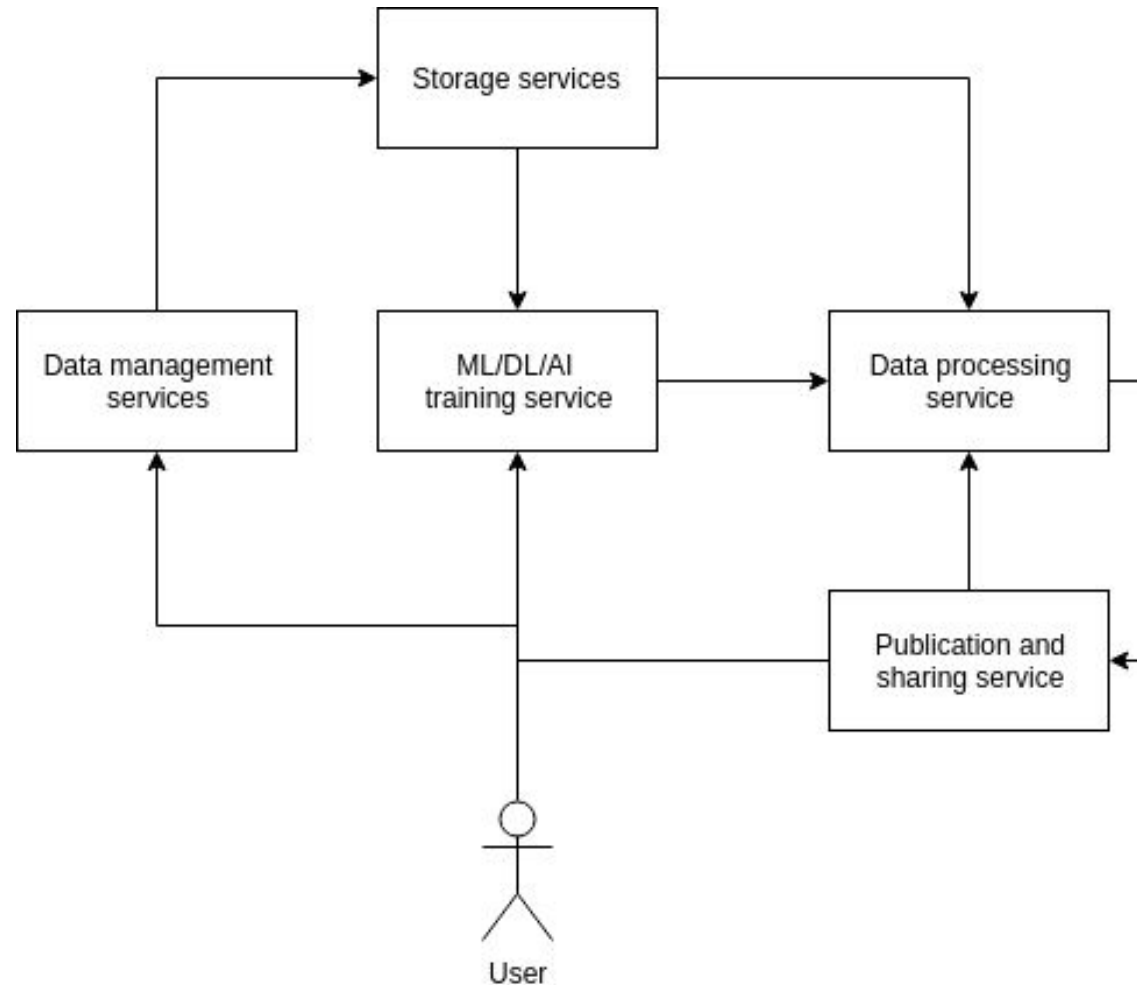 Storage services
Data management
services
ML/DL/AI
training service
Data processing
service
Publication and
sharing service
User